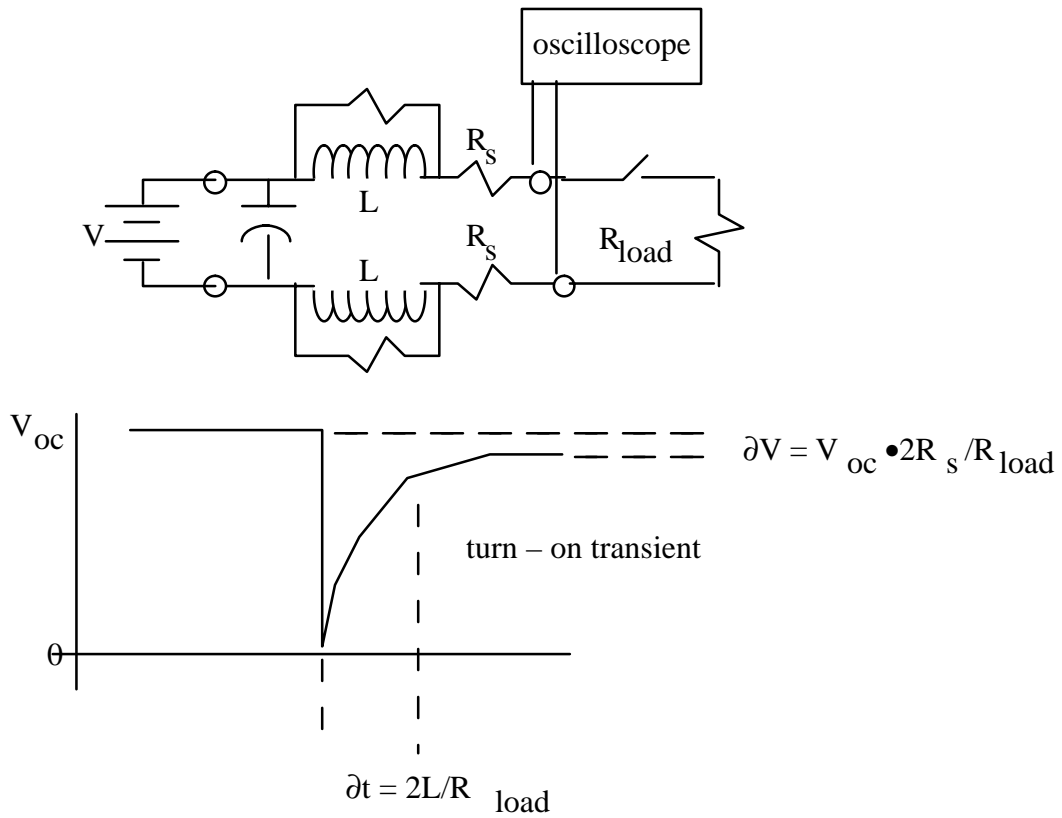 oscilloscope
R s
L
V
R s
R load
L
V oc
∂V = V oc •2R s /R load
turn – on transient
0
∂t = 2L/R load